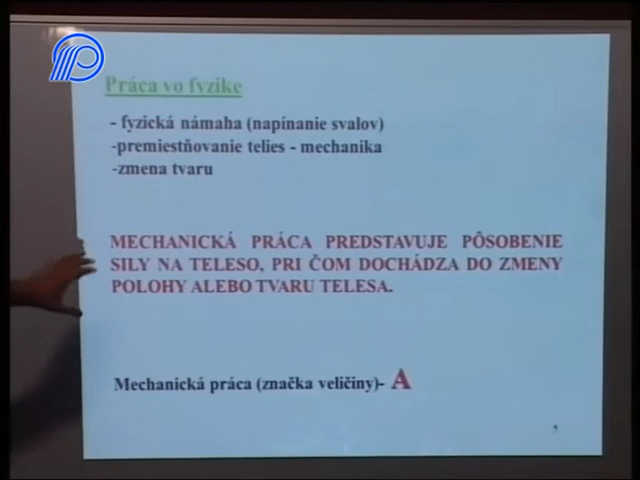 Práca vo fyzike
- fyzická námaha (napínanie svalov)
-premiestňovanie telies - mechanika
-zmena tvaru
MECHANICKÁ PRÁCA PREDSTAVUJE PÔSOBENIE
SILY NA TELESO, PRI ČOM DOCHÁDZA DO ZMENY
POLOHY ALEBO TVARU TELESA.
Mechanická práca (značka veličiny)- A
5